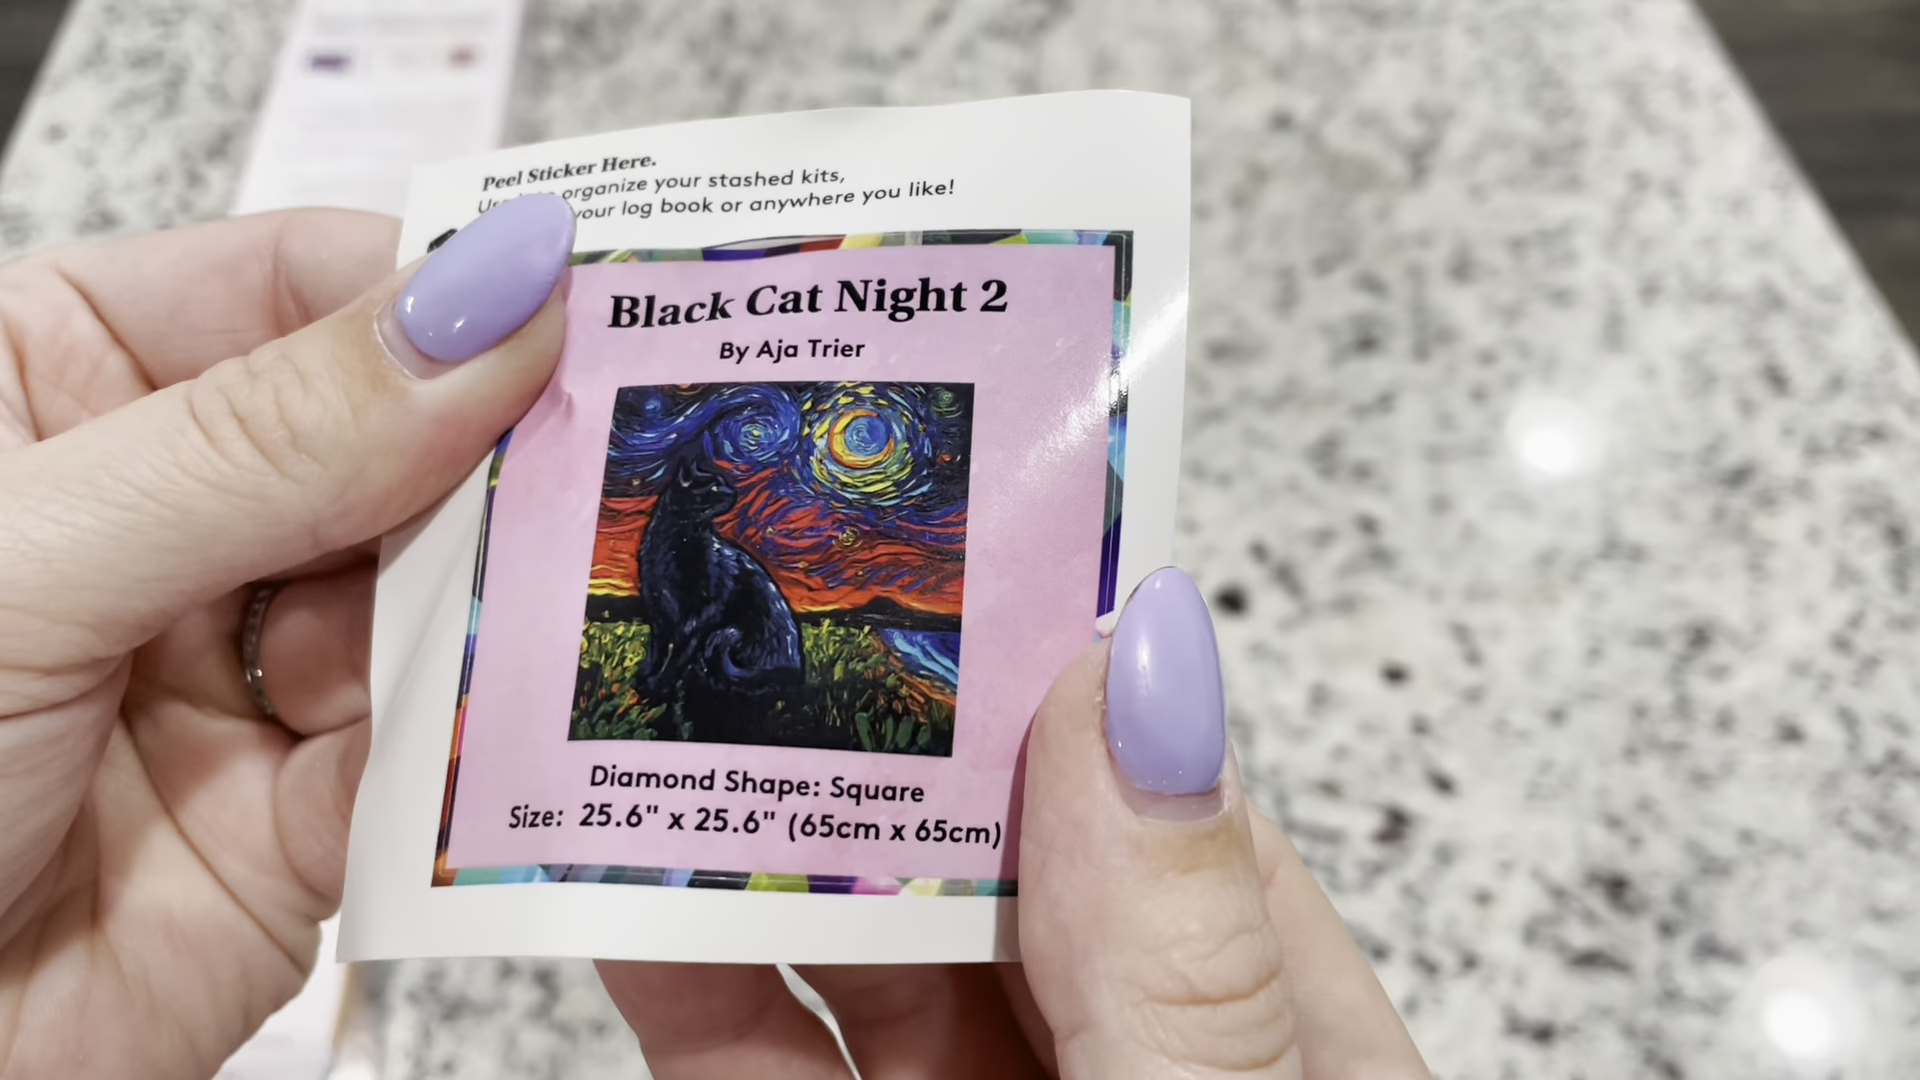 Peel Sticker Here.
organize your stashed kits,
your log book or anywhere you like!
Black Cat Night 2
By Aja Trier
Diamond Shape: Square
Size: 25.6" x 25.6" (65cm x 65cm)